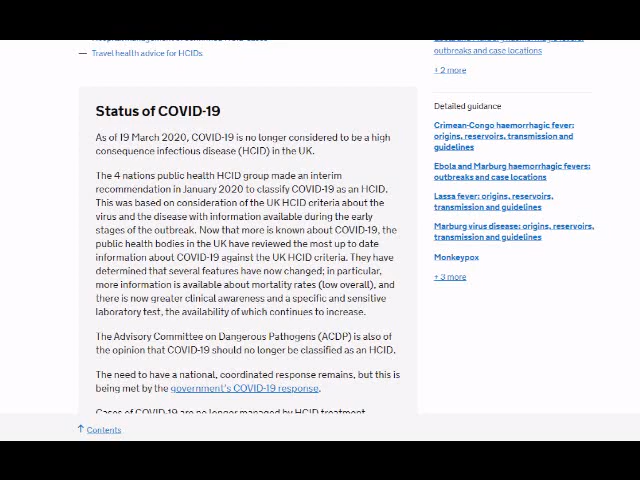 — Travel health advice for HCIDs
Status of COVID-19
As of 19 March 2020, COVID-19 is no longer considered to be a high
consequence infectious disease (HCID) in the UK.
The 4 nations public health HCID group made an interim
recommendation in January 2020 to classify COVID-19 as an HCID.
This was based on consideration of the UK HCID criteria about the
virus and the disease with information available during the early
stages of the outbreak. Now that more is known about COVID-19, the
public health bodies in the UK have reviewed the most up to date
information about COVID-19 against the UK HCID criteria. They have
determined that several features have now changed; in particular,
more information is available about mortality rates (low overall), and
there is now greater clinical awareness and a specific and sensitive
laboratory test, the availability of which continues to increase.
The Advisory Committee on Dangerous Pathogens (ACDP) is also of
the opinion that COVID-19 should no longer be classified as an HCID.
The need to have a national, coordinated response remains, but this is
being met by the government's COVID-19 response.
Cases of COVID-19 are no longer managed by HCID treatment
↑ Contents
outbreaks and case locations
+ 2 more
Detailed guidance
Crimean-Congo haemorrhagic fever:
origins, reservoirs, transmission and
guidelines
Ebola and Marburg haemorrhagic fevers:
outbreaks and case locations
Lassa fever: origins, reservoirs,
transmission and guidelines
Marburg virus disease: origins, reservoirs,
transmission and guidelines
Monkeypox
+ 3 more